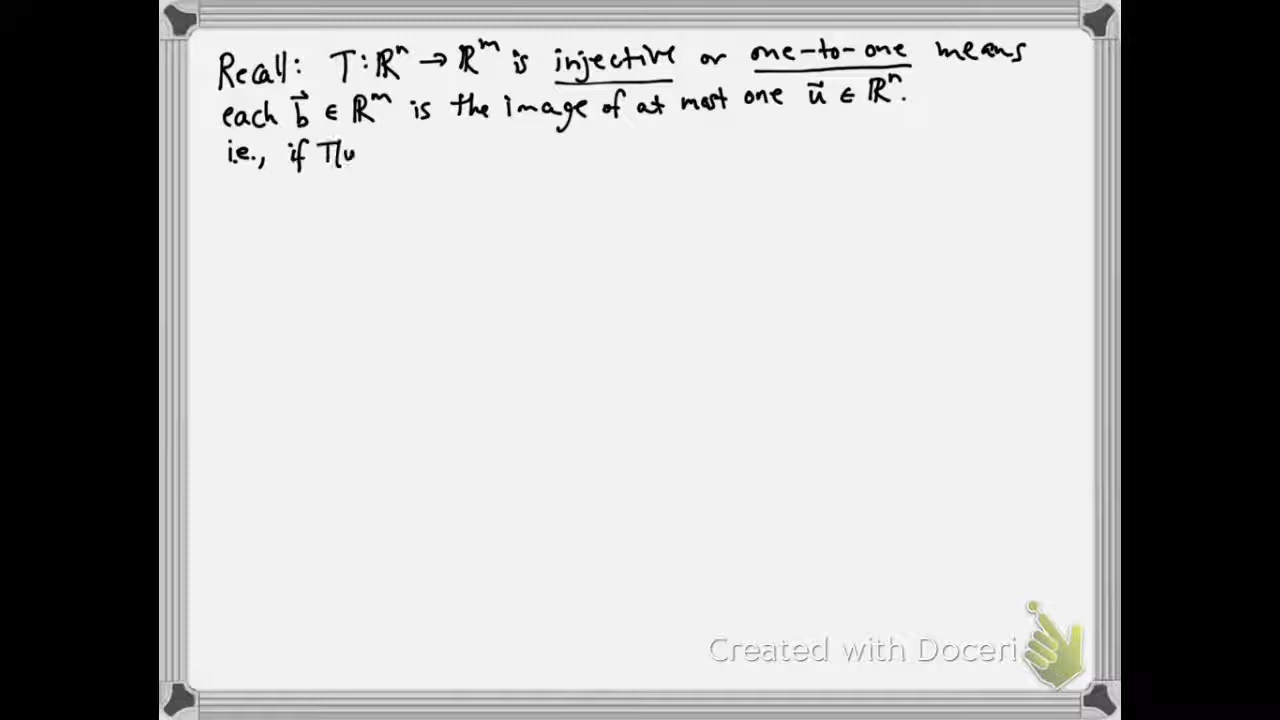 Recall: T: ℝⁿ → ℝᵐ is injective or one-to-one means
each b⃗ ∈ ℝᵐ is the image of at most one u⃗ ∈ ℝⁿ.
i.e., if T(u
Created with Doceri